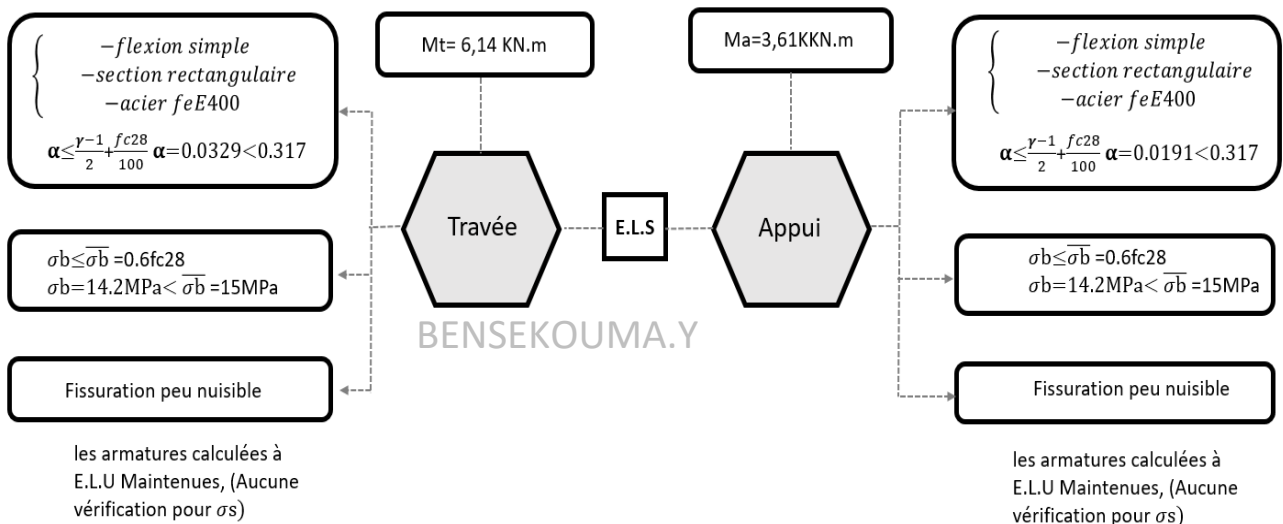 −flexion simple
−section rectangulaire
−acier feE400
α≤(γ−1)/2+fc28/100 α=0.0329<0.317
σb≤σb̅ =0.6fc28
σb=14.2MPa< σb̅ =15MPa
Fissuration peu nuisible
les armatures calculées à
E.L.U Maintenues, (Aucune
vérification pour σs)
Mt= 6,14 KN.m
Travée
E.L.S
BENSEKOUMA.Y
Ma=3,61KKN.m
Appui
−flexion simple
−section rectangulaire
−acier feE400
α≤(γ−1)/2+fc28/100 α=0.0191<0.317
σb≤σb̅ =0.6fc28
σb=14.2MPa< σb̅ =15MPa
Fissuration peu nuisible
les armatures calculées à
E.L.U Maintenues, (Aucune
vérification pour σs)